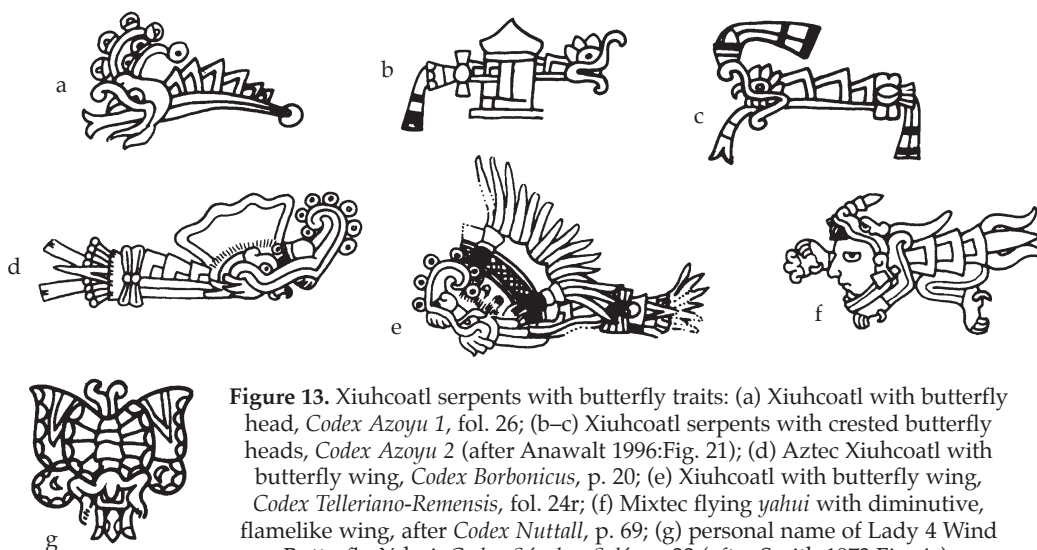 a
b
c
d
e
f
g
Figure 13. Xiuhcoatl serpents with butterfly traits: (a) Xiuhcoatl with butterfly
head, Codex Azoyu 1, fol. 26; (b–c) Xiuhcoatl serpents with crested butterfly
heads, Codex Azoyu 2 (after Anawalt 1996:Fig. 21); (d) Aztec Xiuhcoatl with
butterfly wing, Codex Borbonicus, p. 20; (e) Xiuhcoatl with butterfly wing,
Codex Telleriano-Remensis, fol. 24r; (f) Mixtec flying yahui with diminutive,
flamelike wing, after Codex Nuttall, p. 69; (g) personal name of Lady 4 Wind